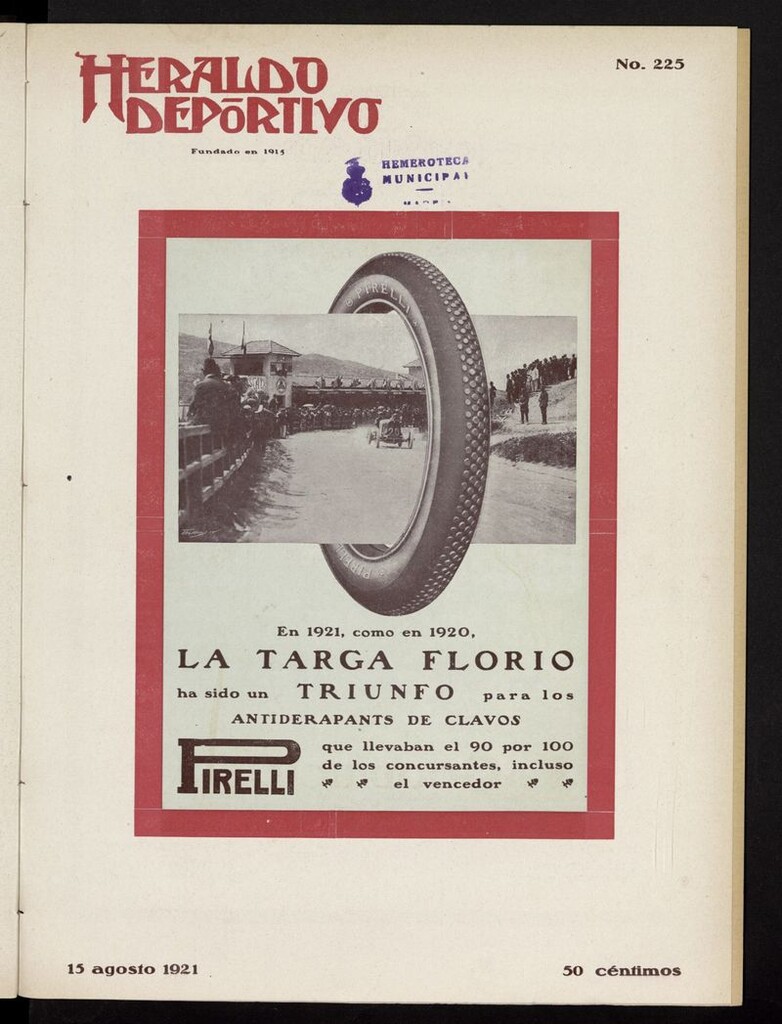 HERALDO
DEPORTIVO
No. 225
Fundado en 1915
HEMEROTECA
MUNICIPAL
PIRELLI
PIRELLI
En 1921, como en 1920,
LA TARGA FLORIO
ha sido un TRIUNFO para los
ANTIDERAPANTS DE CLAVOS
PIRELLI
que llevaban el 90 por 100
de los concursantes, incluso
el vencedor
15 agosto 1921
50 céntimos